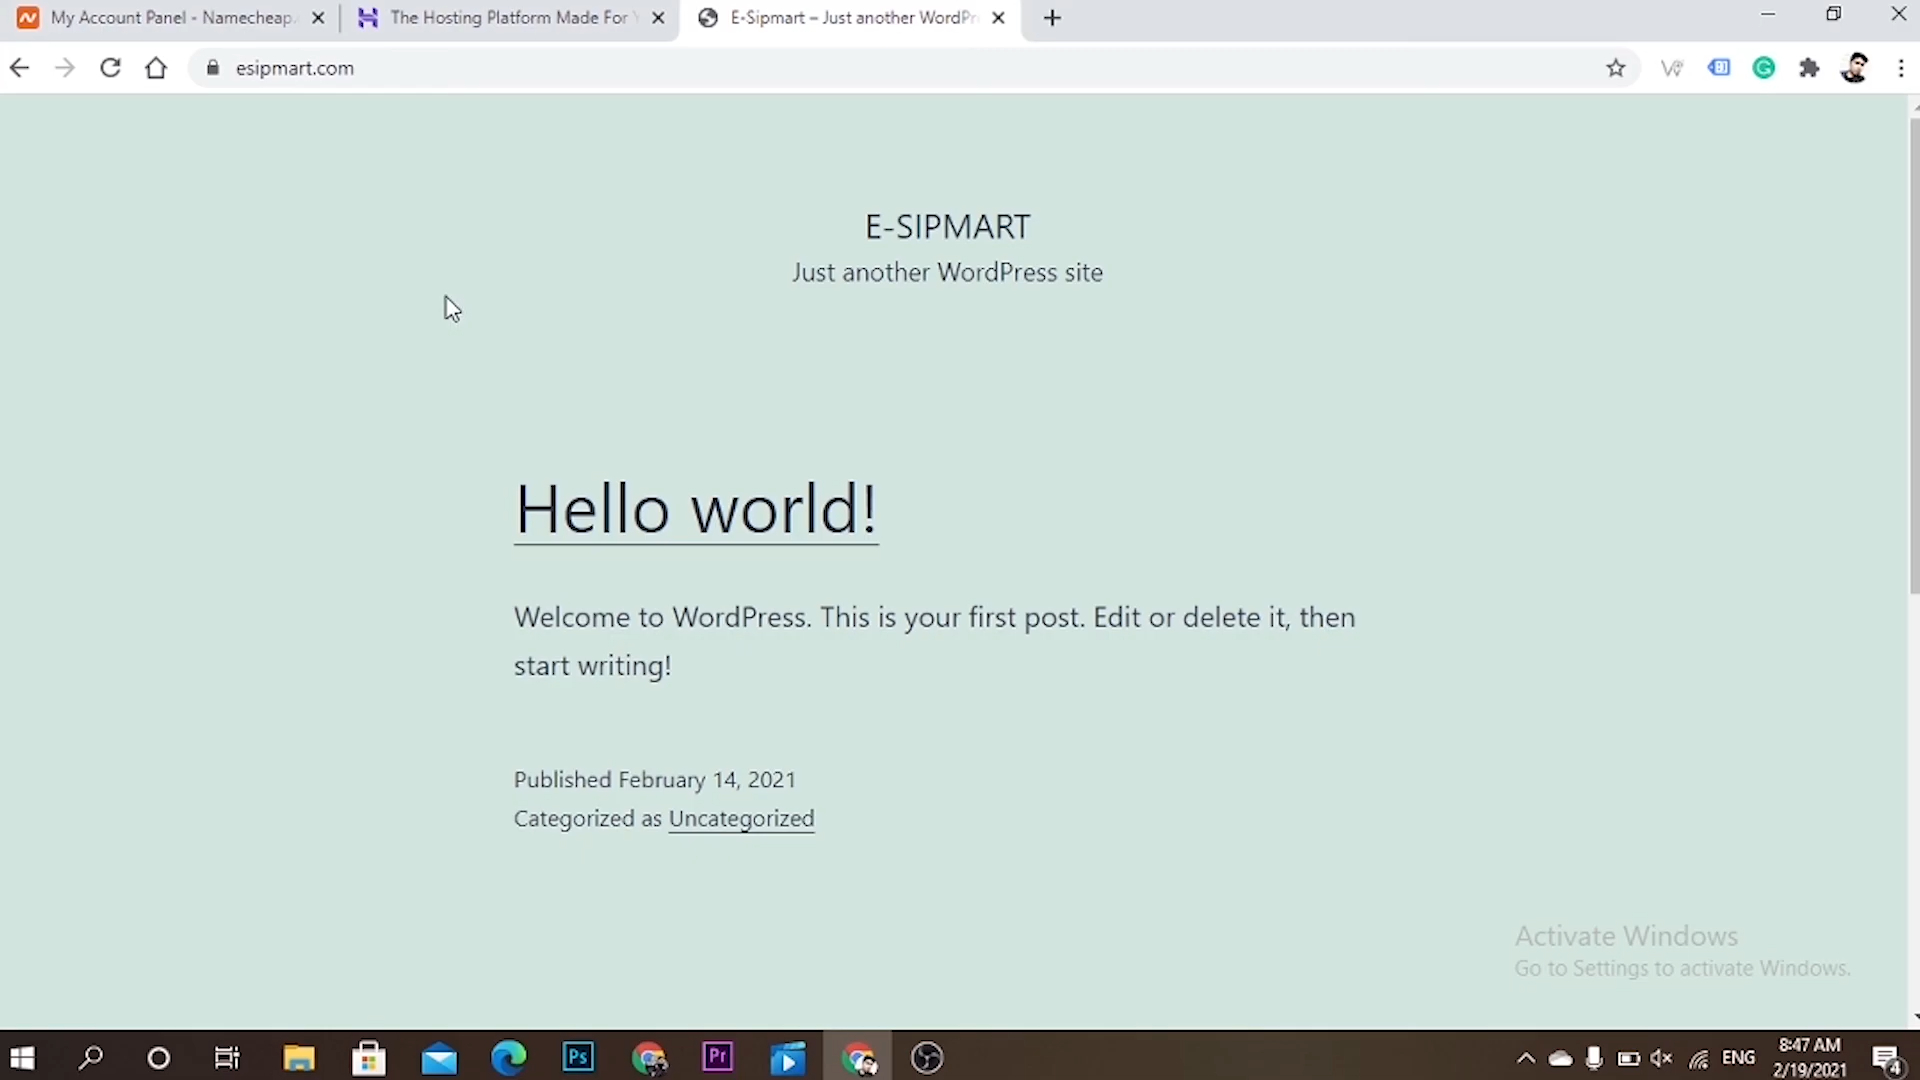 My Account Panel - Namecheap.
The Hosting Platform Made For
E-Sipmart – Just another WordPr
esipmart.com
E-SIPMART
Just another WordPress site
Hello world!
Welcome to WordPress. This is your first post. Edit or delete it, then
start writing!
Published February 14, 2021
Categorized as Uncategorized
Activate Windows
Go to Settings to activate Windows.
Ps
Pr
ENG
8:47 AM
2/19/2021
4